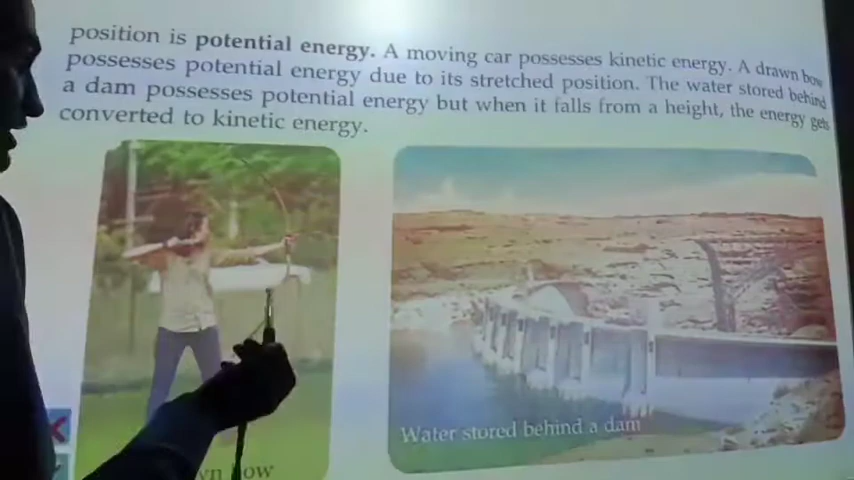 position is potential energy. A moving car possesses kinetic energy. A drawn bow
possesses potential energy due to its stretched position. The water stored behind
a dam possesses potential energy but when it falls from a height, the energy gets
converted to kinetic energy.
Water stored behind a dam